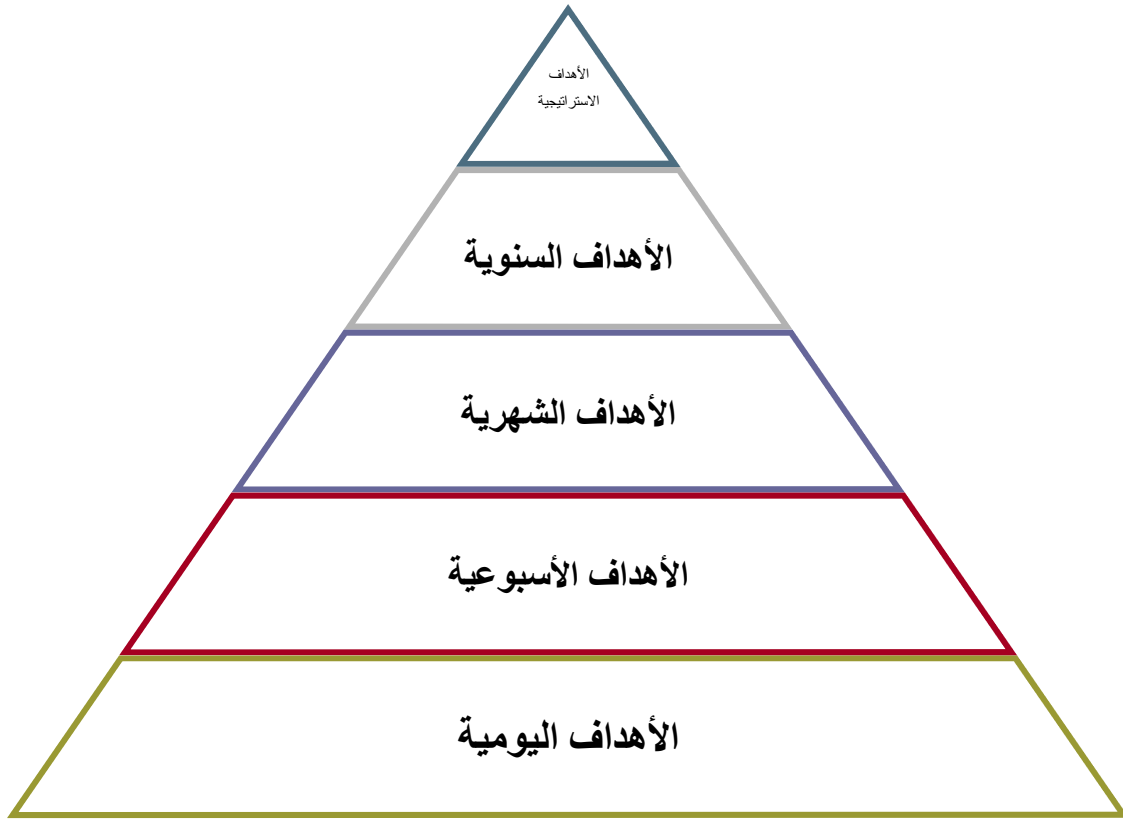 الأهداف
الاستراتيجية
الأهداف السنوية
الأهداف الشهرية
الأهداف الأسبوعية
الأهداف اليومية